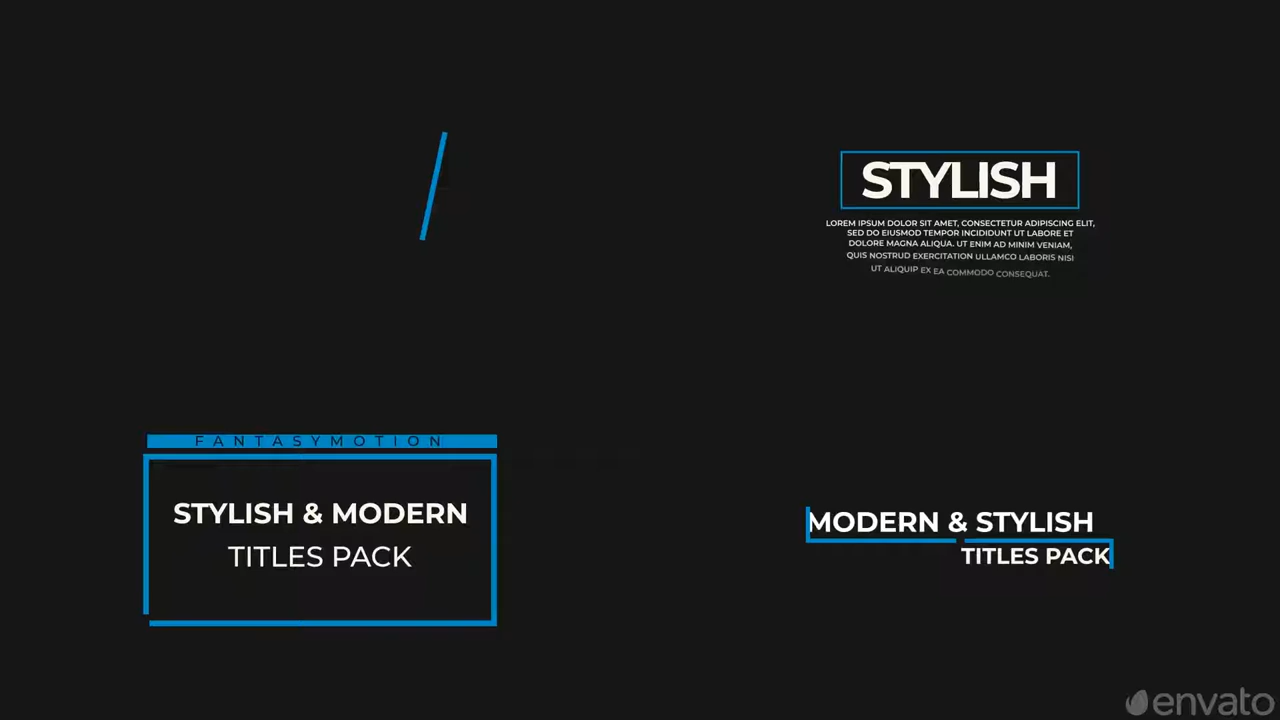 STYLISH
LOREM IPSUM DOLOR SIT AMET, CONSECTETUR ADIPISCING ELIT,
SED DO EIUSMOD TEMPOR INCIDIDUNT UT LABORE ET
DOLORE MAGNA ALIQUA. UT ENIM AD MINIM VENIAM,
QUIS NOSTRUD EXERCITATION ULLAMCO LABORIS NISI
UT ALIQUIP EX EA COMMODO CONSEQUAT.
FANTASYMOTION
STYLISH & MODERN
TITLES PACK
MODERN & STYLISH
TITLES PACK
envato